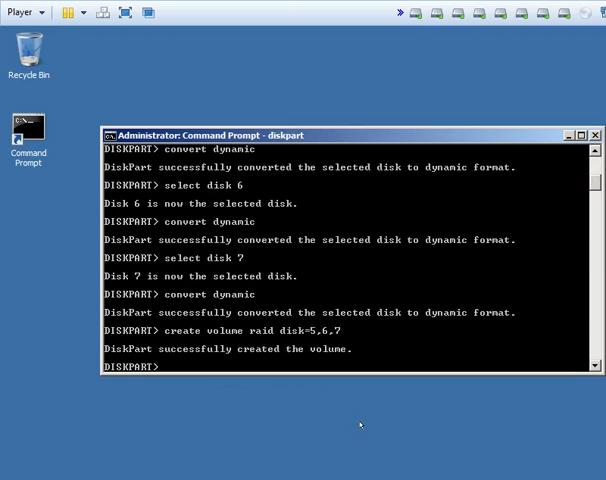 Player
Recycle Bin
Command
Prompt
Administrator: Command Prompt - diskpart
DISKPART> convert dynamic
DiskPart successfully converted the selected disk to dynamic format.
DISKPART> select disk 6
Disk 6 is now the selected disk.
DISKPART> convert dynamic
DiskPart successfully converted the selected disk to dynamic format.
DISKPART> select disk 7
Disk 7 is now the selected disk.
DISKPART> convert dynamic
DiskPart successfully converted the selected disk to dynamic format.
DISKPART> create volume raid disk=5,6,7
DiskPart successfully created the volume.
DISKPART>